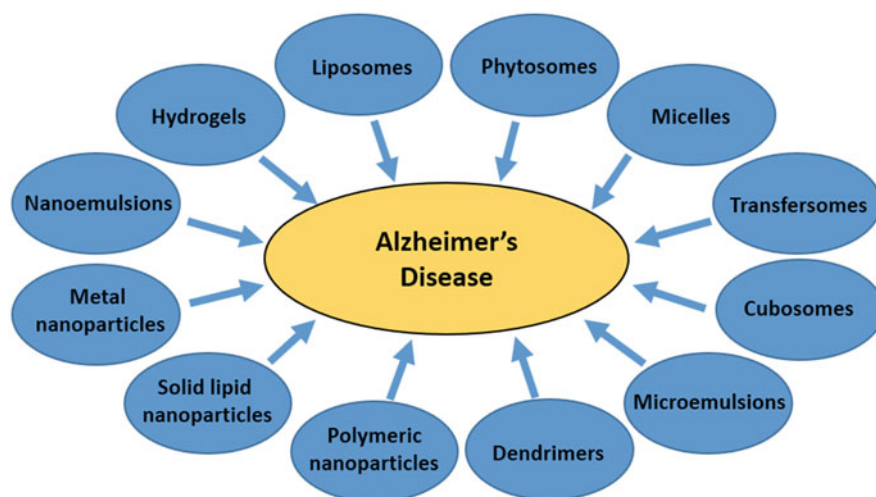 Liposomes
Phytosomes
Hydrogels
Micelles
Nanoemulsions
Transfersomes
Alzheimer's
Disease
Metal
nanoparticles
Cubosomes
Solid lipid
nanoparticles
Microemulsions
Polymeric
nanoparticles
Dendrimers